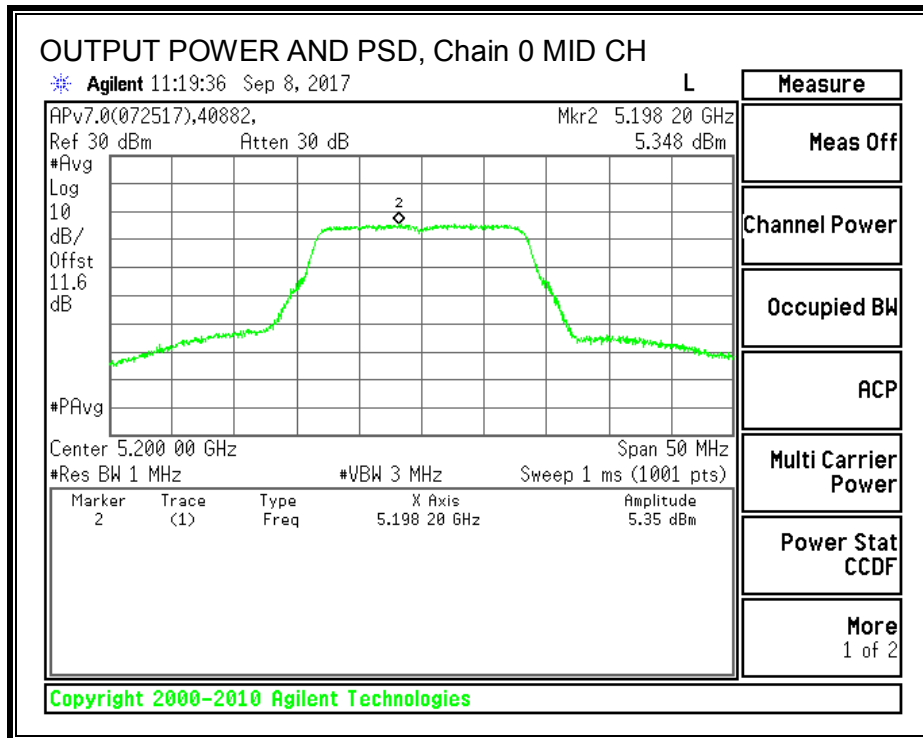 OUTPUT POWER AND PSD, Chain 0 MID CH
Agilent 11:19:36 Sep 8, 2017 L
APv7.0(072517),40882, Mkr2 5.198 20 GHz
Ref 30 dBm Atten 30 dB 5.348 dBm
#Avg
Log
10
dB/
Offst
11.6
dB
2
#PAvg
Center 5.200 00 GHz Span 50 MHz
#Res BW 1 MHz #VBW 3 MHz Sweep 1 ms (1001 pts)
Marker Trace Type X Axis Amplitude
2 (1) Freq 5.198 20 GHz 5.35 dBm
Measure
Meas Off
Channel Power
Occupied BW
ACP
Multi Carrier
Power
Power Stat
CCDF
More
1 of 2
Copyright 2000-2010 Agilent Technologies